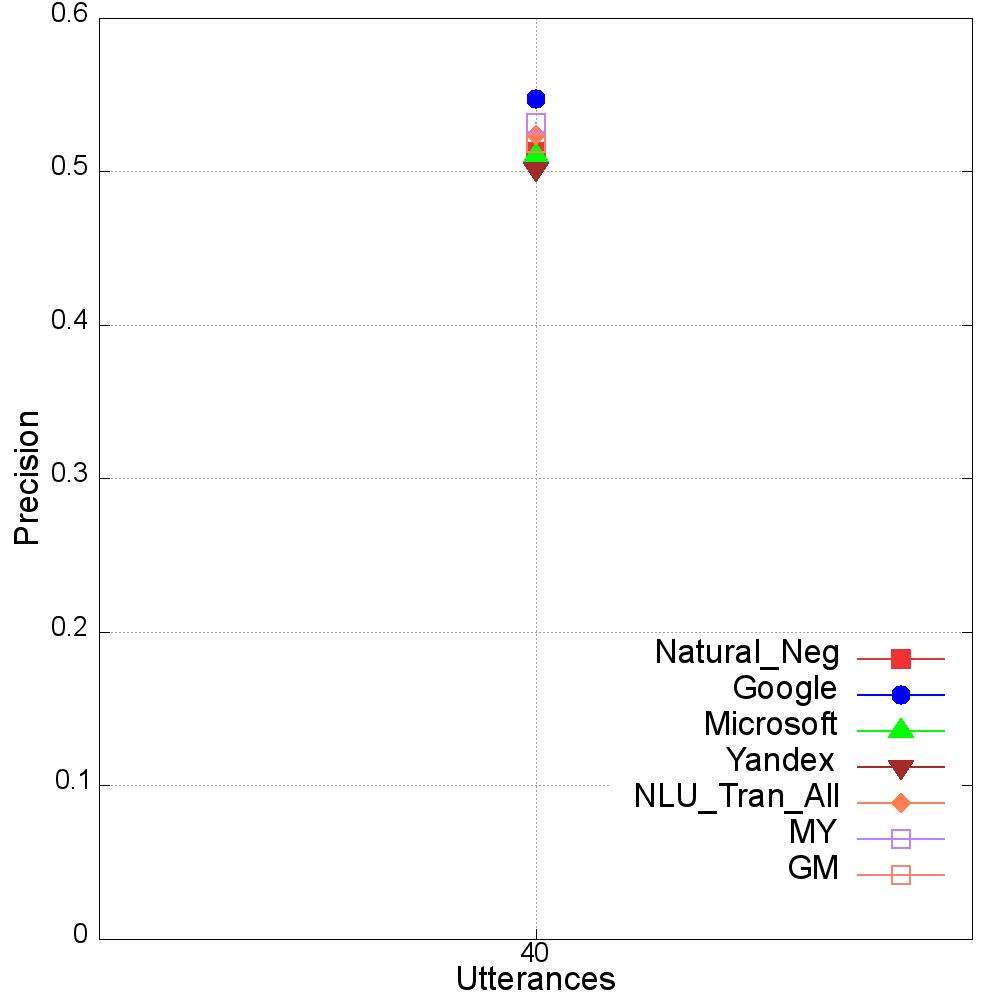 0.6
0.5
0.4
0.3
0.2
0.1
0
Precision
40
Utterances
Natural_Neg
Google
Microsoft
Yandex
NLU_Tran_All
MY
GM